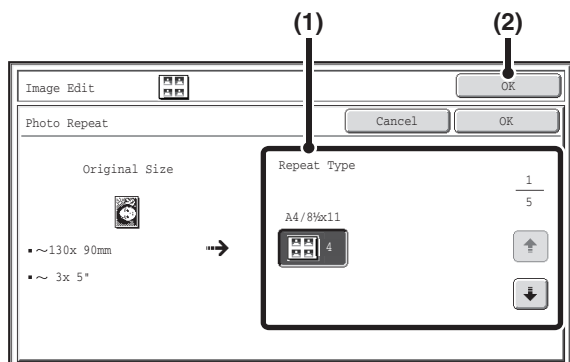 (1) (2)
Image Edit OK
Photo Repeat Cancel OK
Original Size
Repeat Type
1
5
A4/8½x11
4
▪～130x 90mm
▪～ 3x 5"